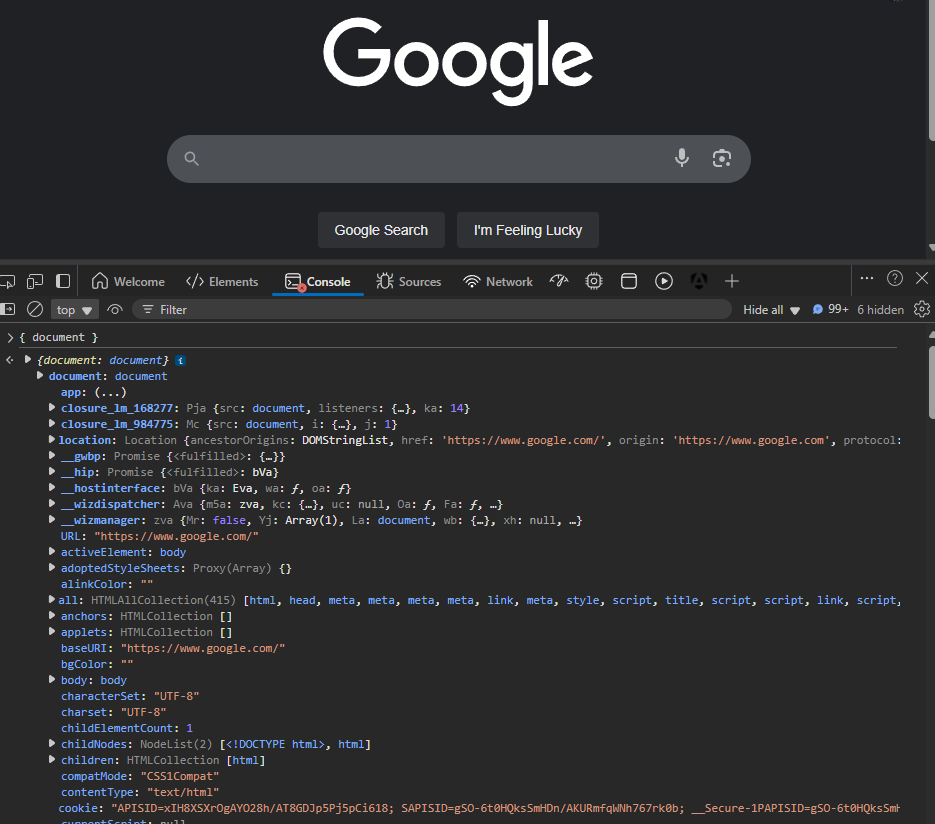 Google
Google Search I'm Feeling Lucky
Welcome Elements Console Sources Network
top Filter Hide all 99+ 6 hidden
{ document }
{document: document}
document: document
app: (...)
closure_lm_168277: Pja {src: document, listeners: {…}, ka: 14}
closure_lm_984775: Mc {src: document, i: {…}, j: 1}
location: Location {ancestorOrigins: DOMStringList, href: 'https://www.google.com/', origin: 'https://www.google.com', protocol:
__gwbp: Promise {<fulfilled>: {…}}
__hip: Promise {<fulfilled>: bVa}
__hostinterface: bVa {ka: Eva, wa: ƒ, oa: ƒ}
__wizdispatcher: Ava {m5a: zva, kc: {…}, uc: null, Oa: ƒ, Fa: ƒ, …}
__wizmanager: zva {Mr: false, Yj: Array(1), La: document, wb: {…}, xh: null, …}
URL: "https://www.google.com/"
activeElement: body
adoptedStyleSheets: Proxy(Array) {}
alinkColor: ""
all: HTMLAllCollection(415) [html, head, meta, meta, meta, meta, link, meta, style, script, title, script, script, link, script,
anchors: HTMLCollection []
applets: HTMLCollection []
baseURI: "https://www.google.com/"
bgColor: ""
body: body
characterSet: "UTF-8"
charset: "UTF-8"
childElementCount: 1
childNodes: NodeList(2) [<!DOCTYPE html>, html]
children: HTMLCollection [html]
compatMode: "CSS1Compat"
contentType: "text/html"
cookie: "APISID=xIH8XSXrOgAYO28h/AT8GDJp5Pj5pCi618; SAPISID=gSO-6t0HQksSmHDn/AKURmfqWNh767rk0b; __Secure-1PAPISID=gSO-6t0HQksSmH
currentScript: null